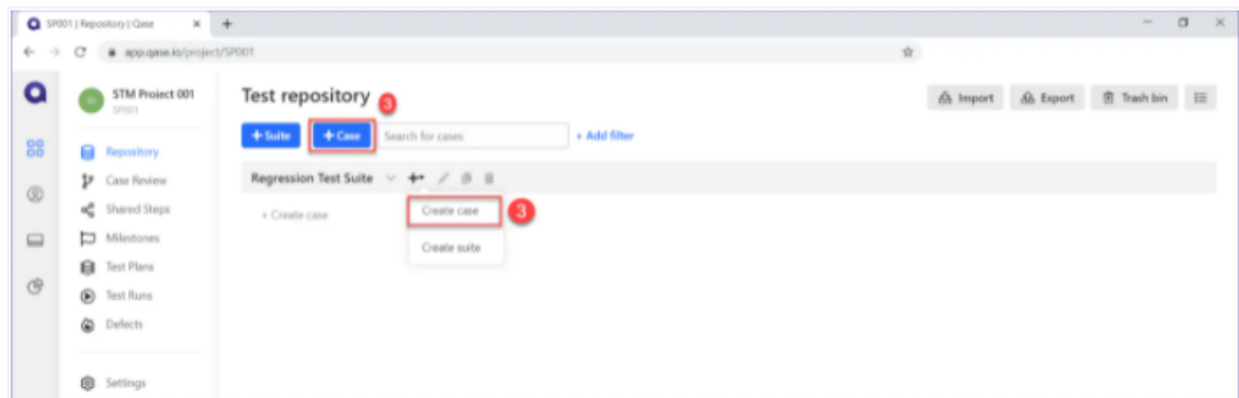 SP001 | Repository | Qase
app.qase.io/project/SP001
STM Project 001
SP001
Test repository
3
Import
Export
Trash bin
+ Suite
+ Case
Search for cases
+ Add filter
Repository
Case Review
Shared Steps
Milestones
Test Plans
Test Runs
Defects
Settings
Regression Test Suite
+ Create case
Create case
3
Create suite